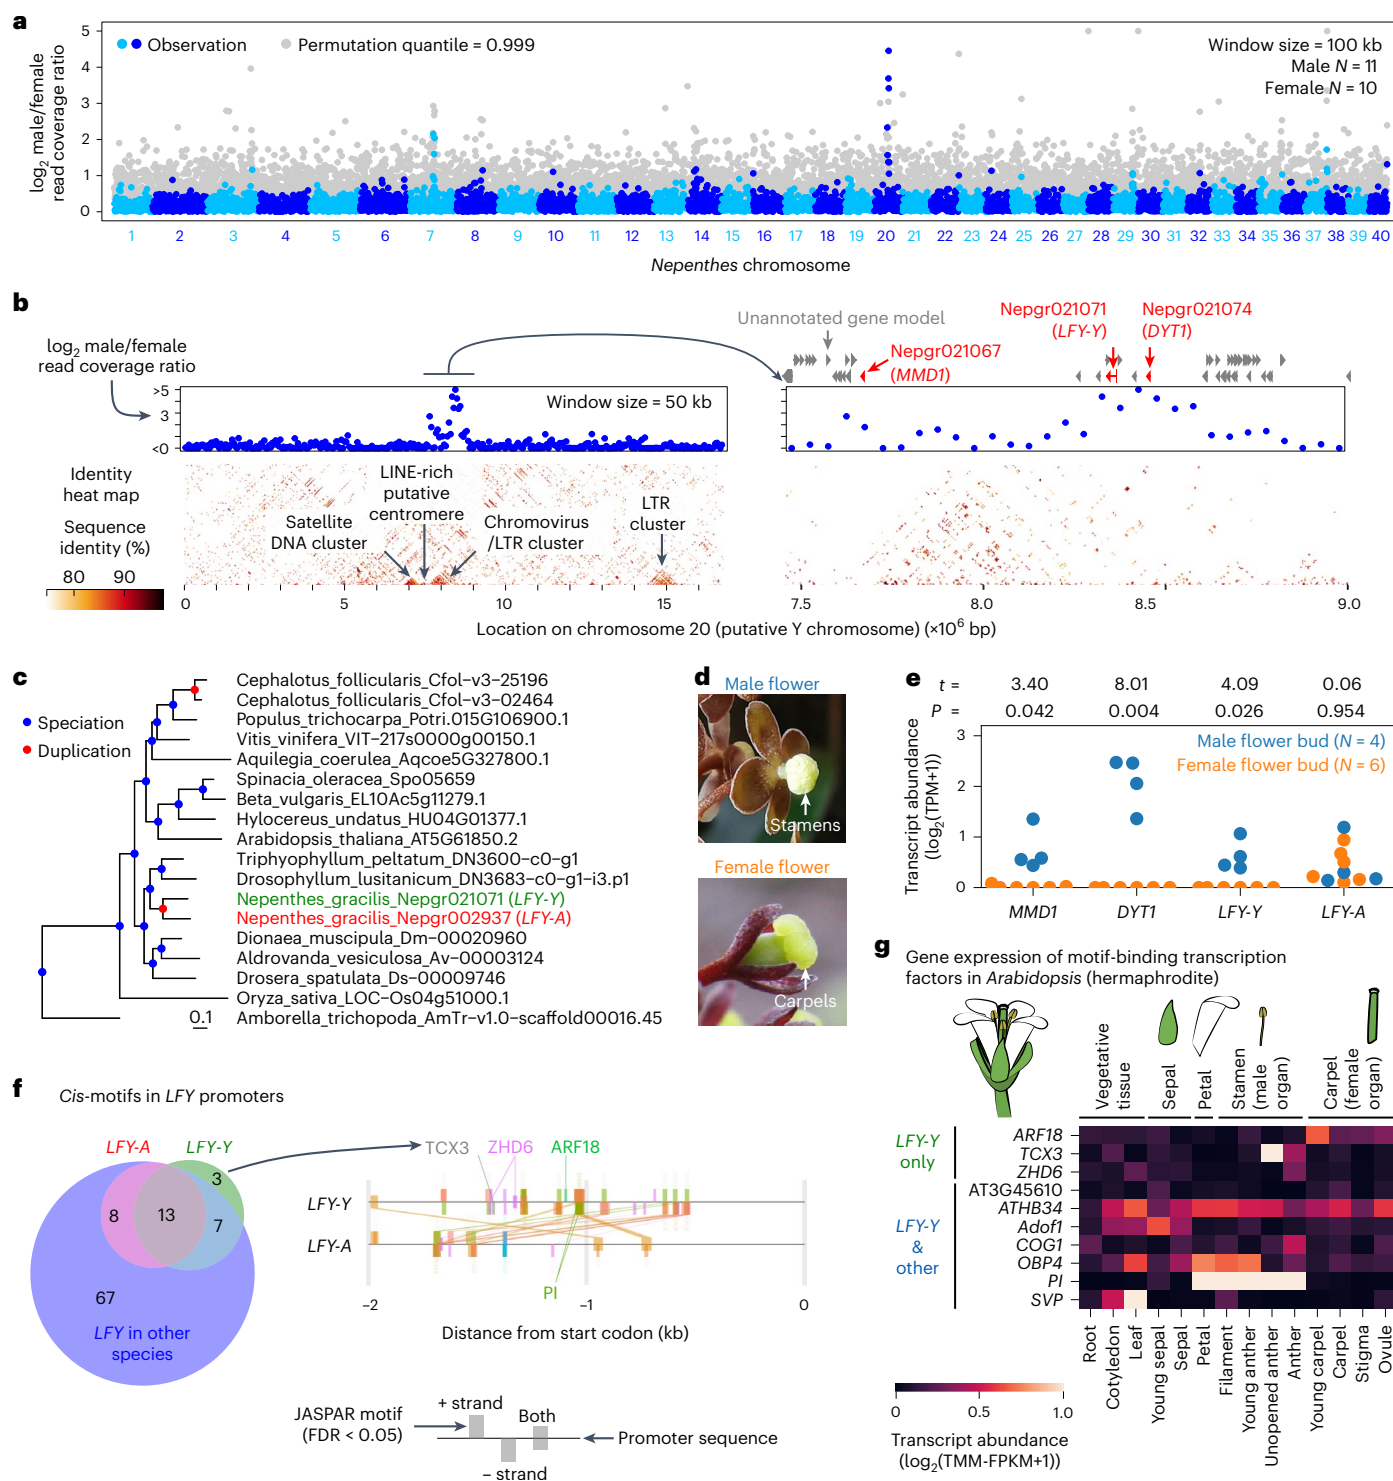 a
log2 male/female
read coverage ratio
5
4
3
2
1
0
Observation
Permutation quantile = 0.999
Window size = 100 kb
Male N = 11
Female N = 10
1 2 3 4 5 6 7 8 9 10 11 12 13 14 15 16 17 18 19 20 21 22 23 24 25 26 27 28 29 30 31 32 33 34 35 36 37 38 39 40
Nepenthes chromosome
b
log2 male/female
read coverage ratio
>5
3
<0
Window size = 50 kb
Unannotated gene model
Nepgr021067
(MMD1)
Nepgr021071
(LFY-Y)
Nepgr021074
(DYT1)
Identity
heat map
Sequence
identity (%)
80 90
Satellite
DNA cluster
LINE-rich
putative
centromere
Chromovirus
/LTR cluster
LTR
cluster
0 5 10 15
7.5 8.0 8.5 9.0
Location on chromosome 20 (putative Y chromosome) (×10⁶ bp)
c
Speciation
Duplication
Cephalotus_follicularis_Cfol-v3-25196
Cephalotus_follicularis_Cfol-v3-02464
Populus_trichocarpa_Potri.015G106900.1
Vitis_vinifera_VIT-217s0000g00150.1
Aquilegia_coerulea_Aqcoe5G327800.1
Spinacia_oleracea_Spo05659
Beta_vulgaris_EL10Ac5g11279.1
Hylocereus_undatus_HU04G01377.1
Arabidopsis_thaliana_AT5G61850.2
Triphyophyllum_peltatum_DN3600-c0-g1
Drosophyllum_lusitanicum_DN3683-c0-g1-i3.p1
Nepenthes_gracilis_Nepgr021071 (LFY-Y)
Nepenthes_gracilis_Nepgr002937 (LFY-A)
Dionaea_muscipula_Dm-00020960
Aldrovanda_vesiculosa_Av-00003124
Drosera_spatulata_Ds-00009746
Oryza_sativa_LOC-Os04g51000.1
Amborella_trichopoda_AmTr-v1.0-scaffold00016.45
0.1
d
Male flower
Stamens
Female flower
Carpels
e
t = 3.40 8.01 4.09 0.06
P = 0.042 0.004 0.026 0.954
Transcript abundance
(log2(TPM+1))
3
2
1
0
Male flower bud (N = 4)
Female flower bud (N = 6)
MMD1 DYT1 LFY-Y LFY-A
f
Cis-motifs in LFY promoters
LFY-A
LFY-Y
3
8
13
7
67
LFY in other
species
TCX3 ZHD6 ARF18
LFY-Y
LFY-A
PI
−2 −1 0
Distance from start codon (kb)
JASPAR motif
(FDR < 0.05)
+ strand
Both
− strand
Promoter sequence
g
Gene expression of motif-binding transcription
factors in Arabidopsis (hermaphrodite)
Vegetative
tissue
Sepal
Petal
Stamen
(male
organ)
Carpel
(female
organ)
LFY-Y
only
LFY-Y
&
other
ARF18
TCX3
ZHD6
AT3G45610
ATHB34
Adof1
COG1
OBP4
PI
SVP
Root
Cotyledon
Leaf
Young sepal
Sepal
Petal
Filament
Young anther
Unopened anther
Anther
Young carpel
Carpel
Stigma
Ovule
0 0.5 1.0
Transcript abundance
(log2(TMM-FPKM+1))